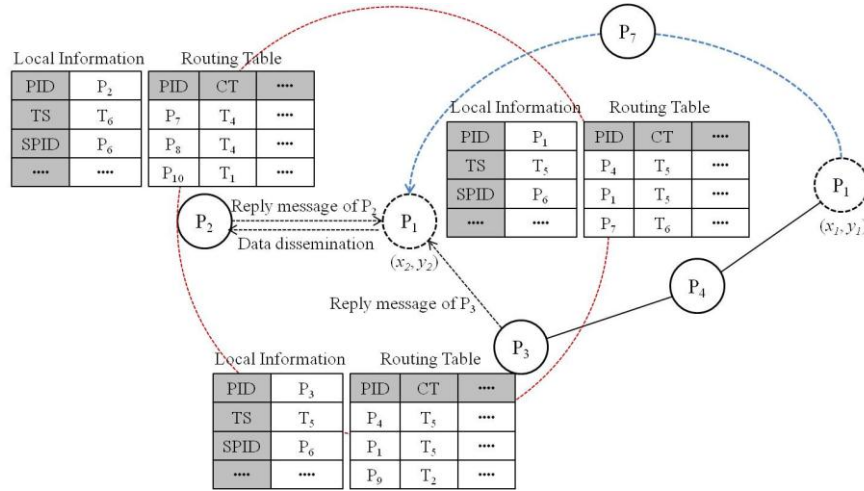 P7
Local Information Routing Table
PID P2 PID CT ••••
TS T6 P7 T4 ••••
SPID P6 P8 T4 ••••
•••• •••• P10 T1 ••••
Local Information Routing Table
PID P1 PID CT ••••
TS T5 P4 T5 ••••
SPID P6 P1 T5 ••••
•••• •••• P7 T6 ••••
P1
(x1, y1)
P2
Reply message of P2
Data dissemination
P1
(x2, y2)
P4
Reply message of P3
P3
Local Information Routing Table
PID P3 PID CT ••••
TS T5 P4 T5 ••••
SPID P6 P1 T5 ••••
•••• •••• P9 T2 ••••